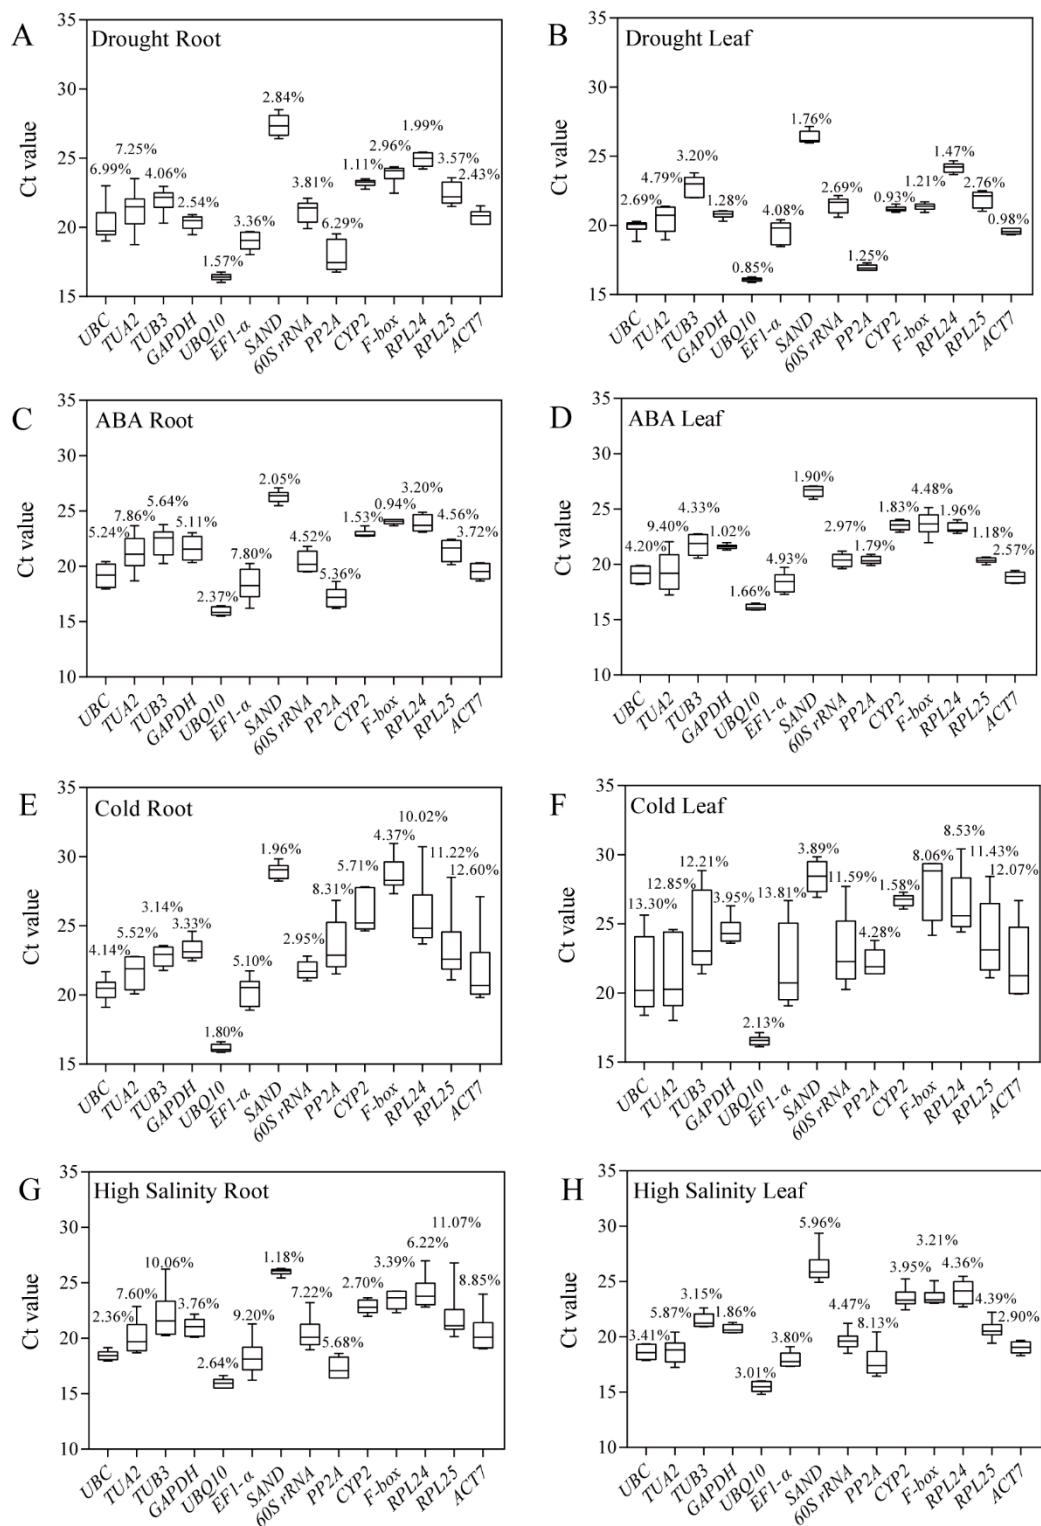 A
Drought Root
Ct value
35
30
25
20
15
6.99%
7.25%
4.06%
2.54%
1.57%
3.36%
2.84%
3.81%
6.29%
1.11%
2.96%
1.99%
3.57%
2.43%
UBC
TUA2
TUB3
GAPDH
UBQ10
EF1-α
SAND
60S rRNA
PP2A
CYP2
F-box
RPL24
RPL25
ACT7
B
Drought Leaf
Ct value
35
30
25
20
15
2.69%
4.79%
3.20%
1.28%
0.85%
4.08%
1.76%
2.69%
1.25%
0.93%
1.21%
1.47%
2.76%
0.98%
UBC
TUA2
TUB3
GAPDH
UBQ10
EF1-α
SAND
60S rRNA
PP2A
CYP2
F-box
RPL24
RPL25
ACT7
C
ABA Root
Ct value
35
30
25
20
15
10
5.24%
7.86%
5.64%
5.11%
2.37%
7.80%
2.05%
4.52%
5.36%
1.53%
0.94%
3.20%
4.56%
3.72%
UBC
TUA2
TUB3
GAPDH
UBQ10
EF1-α
SAND
60S rRNA
PP2A
CYP2
F-box
RPL24
RPL25
ACT7
D
ABA Leaf
Ct value
35
30
25
20
15
10
4.20%
9.40%
4.33%
1.02%
1.66%
4.93%
1.90%
2.97%
1.79%
1.83%
4.48%
1.96%
1.18%
2.57%
UBC
TUA2
TUB3
GAPDH
UBQ10
EF1-α
SAND
60S rRNA
PP2A
CYP2
F-box
RPL24
RPL25
ACT7
E
Cold Root
Ct value
35
30
25
20
15
4.14%
5.52%
3.14%
3.33%
1.80%
5.10%
1.96%
2.95%
8.31%
5.71%
4.37%
10.02%
11.22%
12.60%
UBC
TUA2
TUB3
GAPDH
UBQ10
EF1-α
SAND
60S rRNA
PP2A
CYP2
F-box
RPL24
RPL25
ACT7
F
Cold Leaf
Ct value
35
30
25
20
15
13.30%
12.85%
12.21%
3.95%
2.13%
13.81%
3.89%
11.59%
4.28%
1.58%
8.06%
8.53%
11.43%
12.07%
UBC
TUA2
TUB3
GAPDH
UBQ10
EF1-α
SAND
60S rRNA
PP2A
CYP2
F-box
RPL24
RPL25
ACT7
G
High Salinity Root
Ct value
35
30
25
20
15
10
2.36%
7.60%
10.06%
3.76%
2.64%
9.20%
1.18%
7.22%
5.68%
2.70%
3.39%
6.22%
11.07%
8.85%
UBC
TUA2
TUB3
GAPDH
UBQ10
EF1-α
SAND
60S rRNA
PP2A
CYP2
F-box
RPL24
RPL25
ACT7
H
High Salinity Leaf
Ct value
35
30
25
20
15
10
3.41%
5.87%
3.15%
1.86%
3.01%
3.80%
5.96%
4.47%
8.13%
3.95%
3.21%
4.36%
4.39%
2.90%
UBC
TUA2
TUB3
GAPDH
UBQ10
EF1-α
SAND
60S rRNA
PP2A
CYP2
F-box
RPL24
RPL25
ACT7